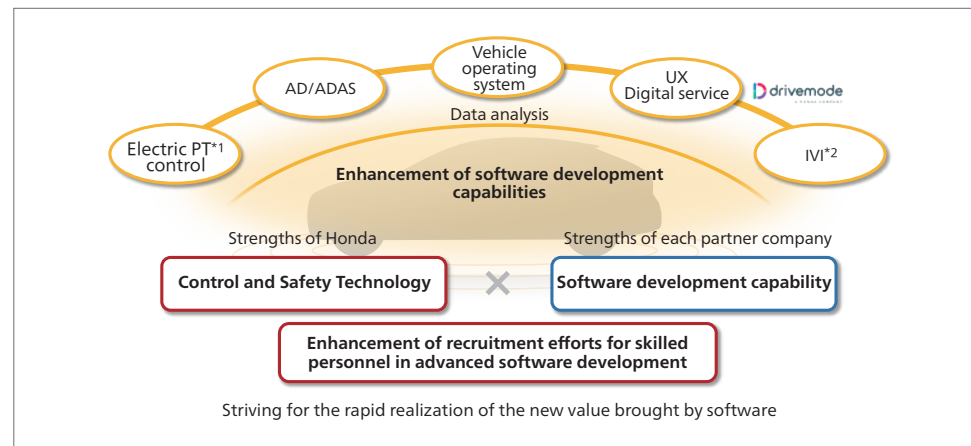 Vehicle
operating
system
AD/ADAS
UX
Digital service
drivemode
A HONDA COMPANY
Data analysis
Electric PT*1
control
IVI*2
Enhancement of software development
capabilities
Strengths of Honda
Strengths of each partner company
Control and Safety Technology
×
Software development capability
Enhancement of recruitment efforts for skilled
personnel in advanced software development
Striving for the rapid realization of the new value brought by software